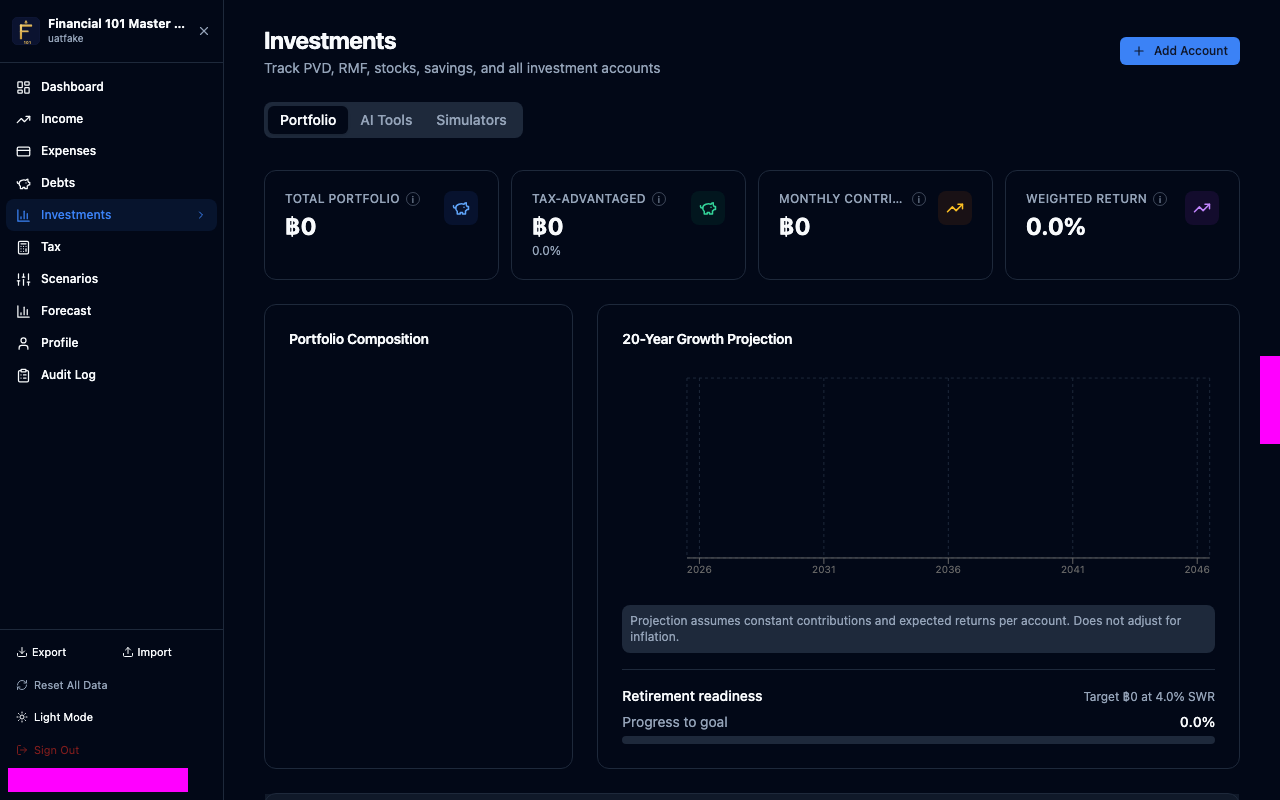 Financial 101 Master ...
uatfake
Dashboard
Income
Expenses
Debts
Investments
Tax
Scenarios
Forecast
Profile
Audit Log
Export
Import
Reset All Data
Light Mode
Sign Out
Investments
Track PVD, RMF, stocks, savings, and all investment accounts
Add Account
Portfolio
AI Tools
Simulators
TOTAL PORTFOLIO
฿0
TAX-ADVANTAGED
฿0
0.0%
MONTHLY CONTRI...
฿0
WEIGHTED RETURN
0.0%
Portfolio Composition
20-Year Growth Projection
2026
2031
2036
2041
2046
Projection assumes constant contributions and expected returns per account. Does not adjust for
inflation.
Retirement readiness
Target ฿0 at 4.0% SWR
Progress to goal
0.0%